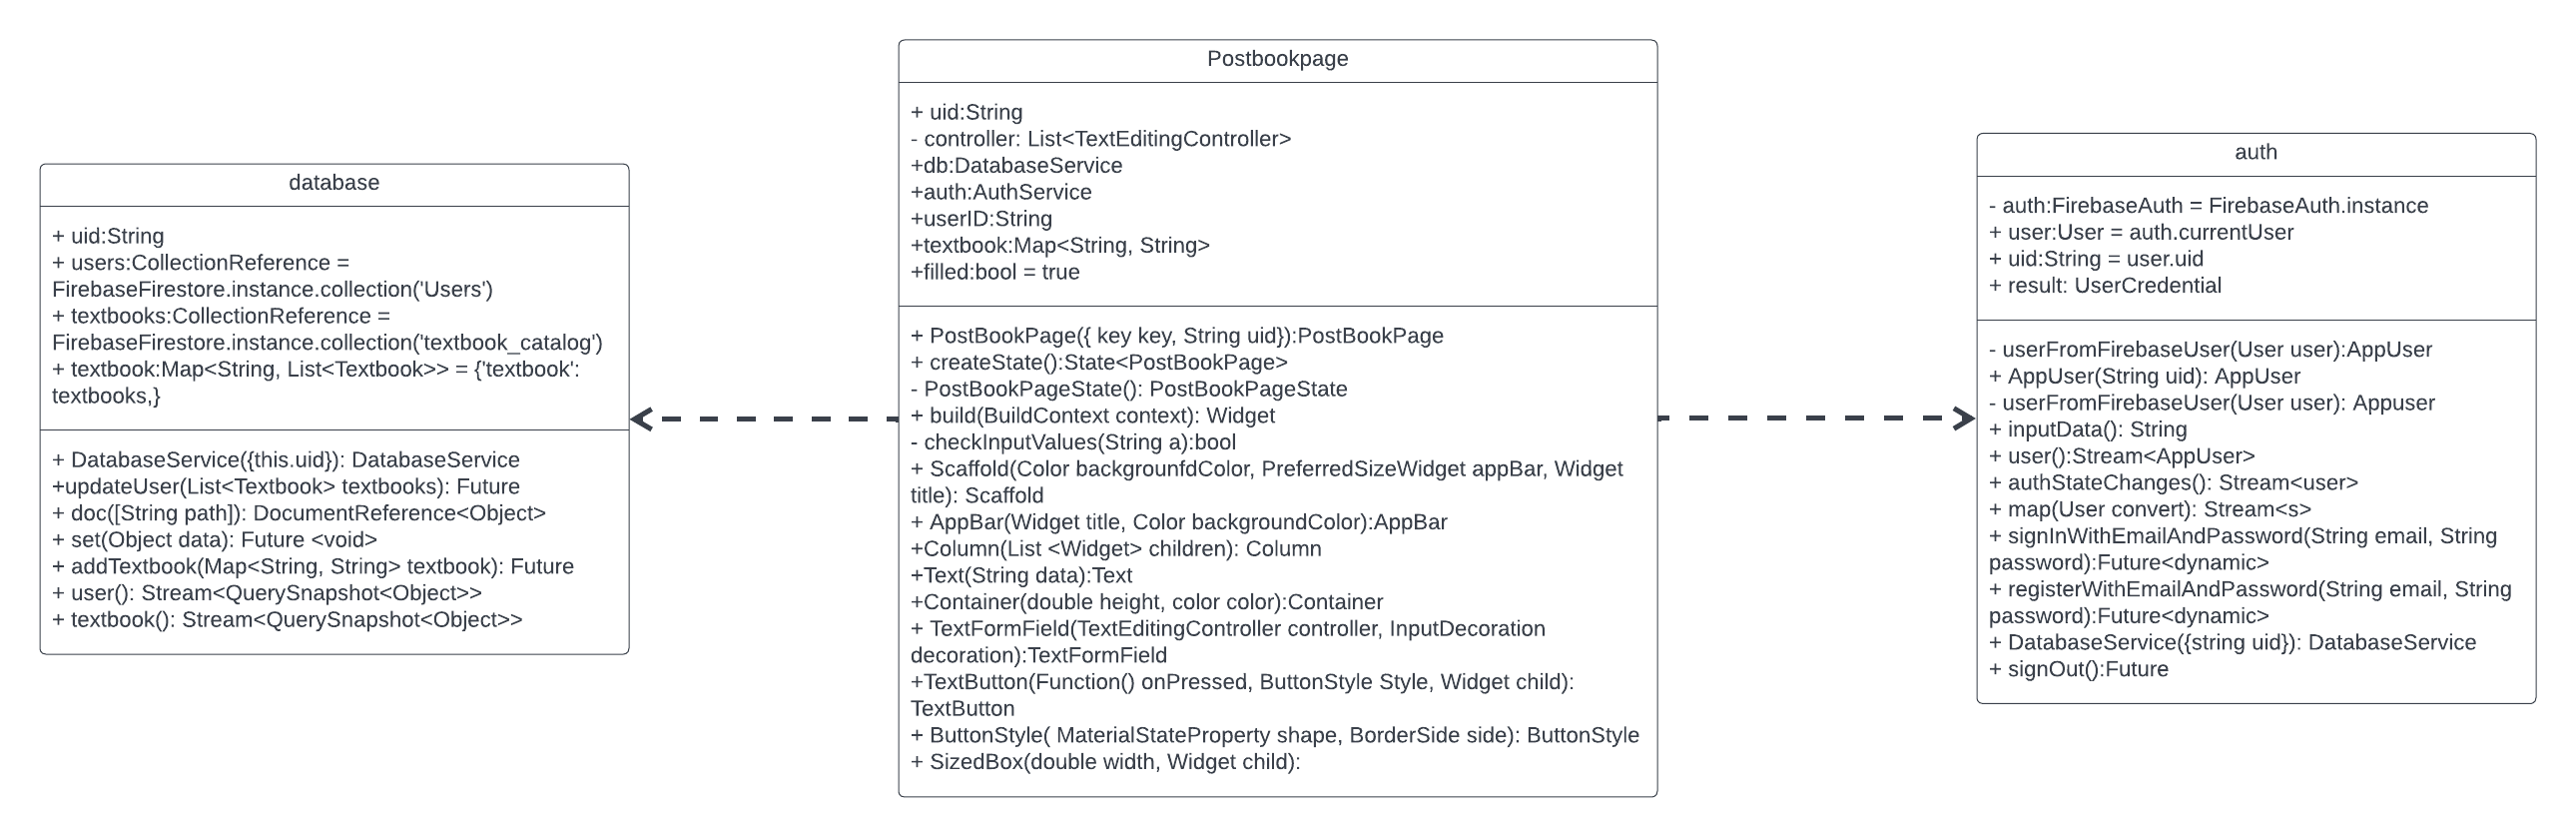 database
+ uid:String
+ users:CollectionReference =
FirebaseFirestore.instance.collection('Users')
+ textbooks:CollectionReference =
FirebaseFirestore.instance.collection('textbook_catalog')
+ textbook:Map<String, List<Textbook>> = {'textbook':
textbooks,}
+ DatabaseService({this.uid}): DatabaseService
+updateUser(List<Textbook> textbooks): Future
+ doc([String path]): DocumentReference<Object>
+ set(Object data): Future <void>
+ addTextbook(Map<String, String> textbook): Future
+ user(): Stream<QuerySnapshot<Object>>
+ textbook(): Stream<QuerySnapshot<Object>>
Postbookpage
+ uid:String
- controller: List<TextEditingController>
+db:DatabaseService
+auth:AuthService
+userID:String
+textbook:Map<String, String>
+filled:bool = true
+ PostBookPage({ key key, String uid}):PostBookPage
+ createState():State<PostBookPage>
- PostBookPageState(): PostBookPageState
+ build(BuildContext context): Widget
- checkInputValues(String a):bool
+ Scaffold(Color backgrounfdColor, PreferredSizeWidget appBar, Widget
title): Scaffold
+ AppBar(Widget title, Color backgroundColor):AppBar
+Column(List <Widget> children): Column
+Text(String data):Text
+Container(double height, color color):Container
+ TextFormField(TextEditingController controller, InputDecoration
decoration):TextFormField
+TextButton(Function() onPressed, ButtonStyle Style, Widget child):
TextButton
+ ButtonStyle( MaterialStateProperty shape, BorderSide side): ButtonStyle
+ SizedBox(double width, Widget child):
auth
- auth:FirebaseAuth = FirebaseAuth.instance
+ user:User = auth.currentUser
+ uid:String = user.uid
+ result: UserCredential
- userFromFirebaseUser(User user):AppUser
+ AppUser(String uid): AppUser
- userFromFirebaseUser(User user): Appuser
+ inputData(): String
+ user():Stream<AppUser>
+ authStateChanges(): Stream<user>
+ map(User convert): Stream<s>
+ signInWithEmailAndPassword(String email, String
password):Future<dynamic>
+ registerWithEmailAndPassword(String email, String
password):Future<dynamic>
+ DatabaseService({string uid}): DatabaseService
+ signOut():Future